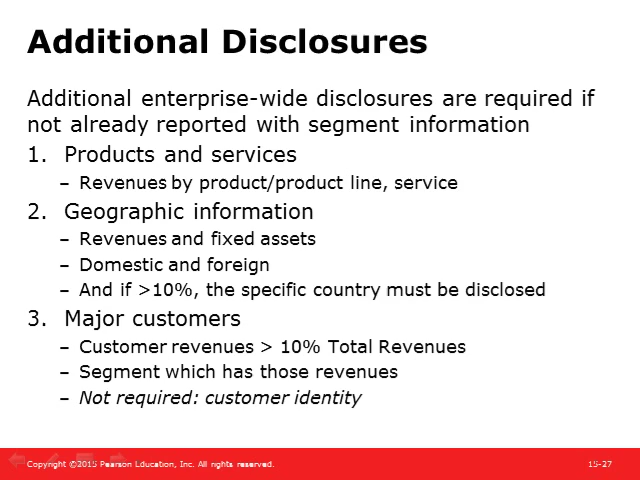 Additional Disclosures
Additional enterprise-wide disclosures are required if
not already reported with segment information
1. Products and services
– Revenues by product/product line, service
2. Geographic information
– Revenues and fixed assets
– Domestic and foreign
– And if >10%, the specific country must be disclosed
3. Major customers
– Customer revenues > 10% Total Revenues
– Segment which has those revenues
– Not required: customer identity
Copyright ©2015 Pearson Education, Inc. All rights reserved.
15-27